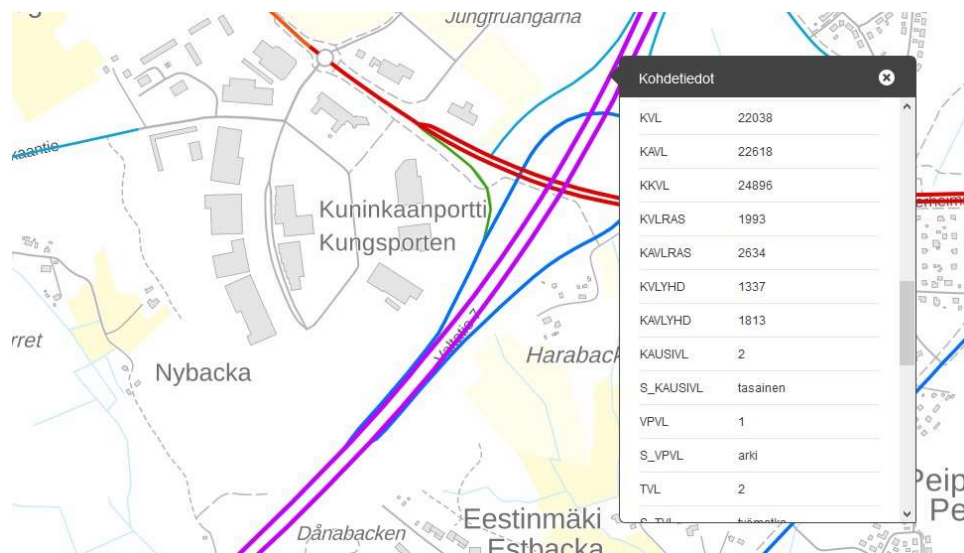 Jungfruangarna
Kohdetiedot
KVL 22038
KAVL 22618
KKVL 24896
KVLRAS 1993
KAVLRAS 2634
KVLYHD 1337
KAVLYHD 1813
KAUSIVL 2
S_KAUSIVL tasainen
VPVL 1
S_VPVL arki
TVL 2
kaantie
Kuninkaanportti
Kungsporten
Valtatie 7
rret
Nybacka
Haraback
Dånabacken
Eestinmäki
Estbacka
Peip
Pe